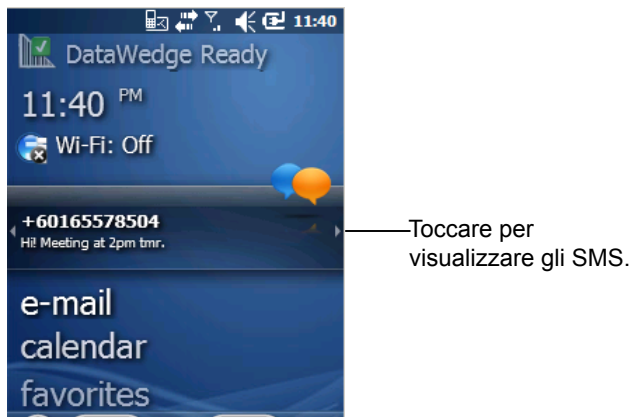 11:40
DataWedge Ready
11:40 PM
Wi-Fi: Off
+60165578504
Hi! Meeting at 2pm tmr.
Toccare per
visualizzare gli SMS.
e-mail
calendar
favorites